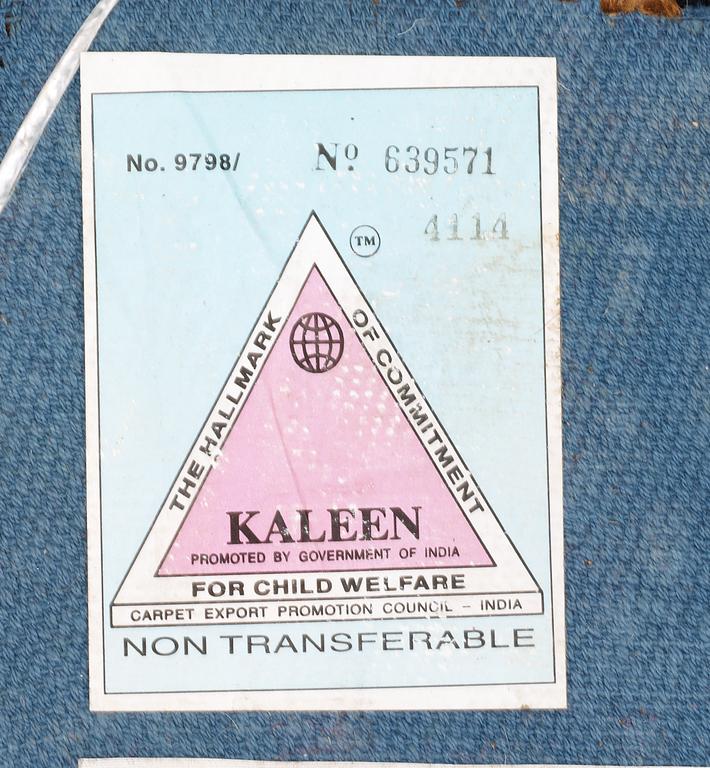 No. 9798/ No 639571
4114
TM
THE HALLMARK OF COMMITMENT
KALEEN
PROMOTED BY GOVERNMENT OF INDIA
FOR CHILD WELFARE
CARPET EXPORT PROMOTION COUNCIL - INDIA
NON TRANSFERABLE